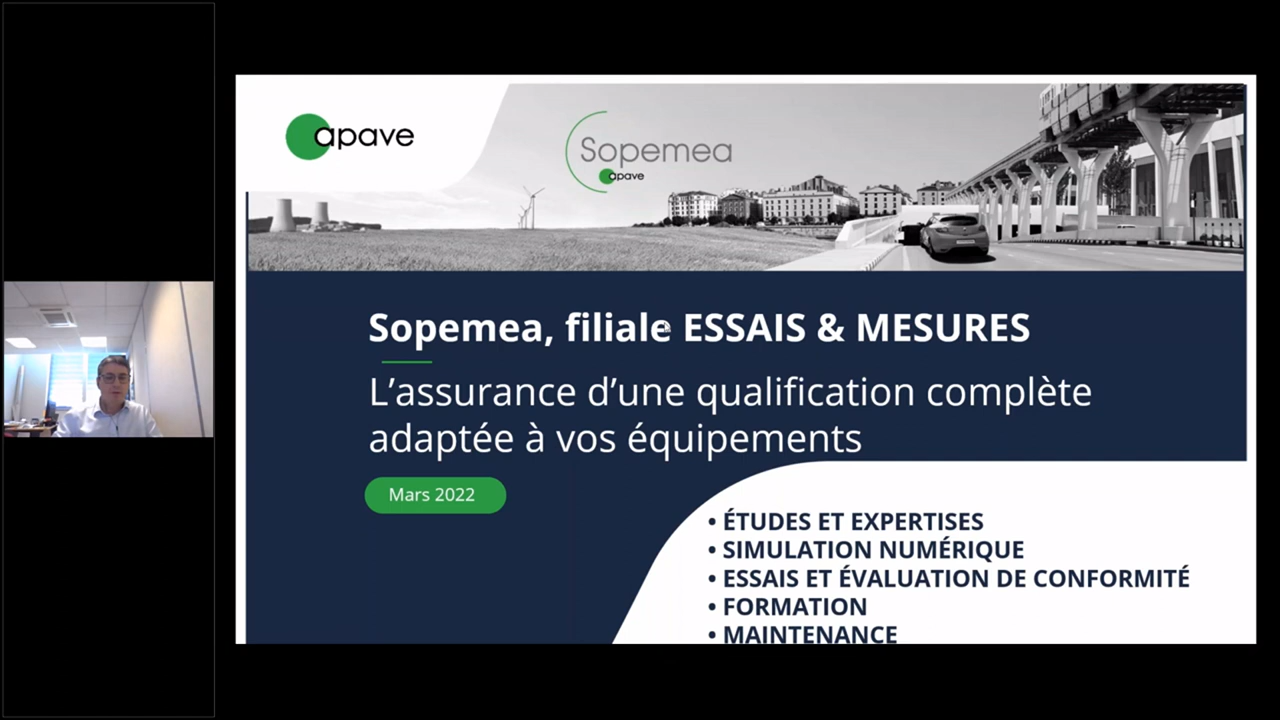 apave
Sopemea
apave
Sopemea, filiale ESSAIS & MESURES
L’assurance d’une qualification complète
adaptée à vos équipements
Mars 2022
• ÉTUDES ET EXPERTISES
• SIMULATION NUMÉRIQUE
• ESSAIS ET ÉVALUATION DE CONFORMITÉ
• FORMATION
• MAINTENANCE